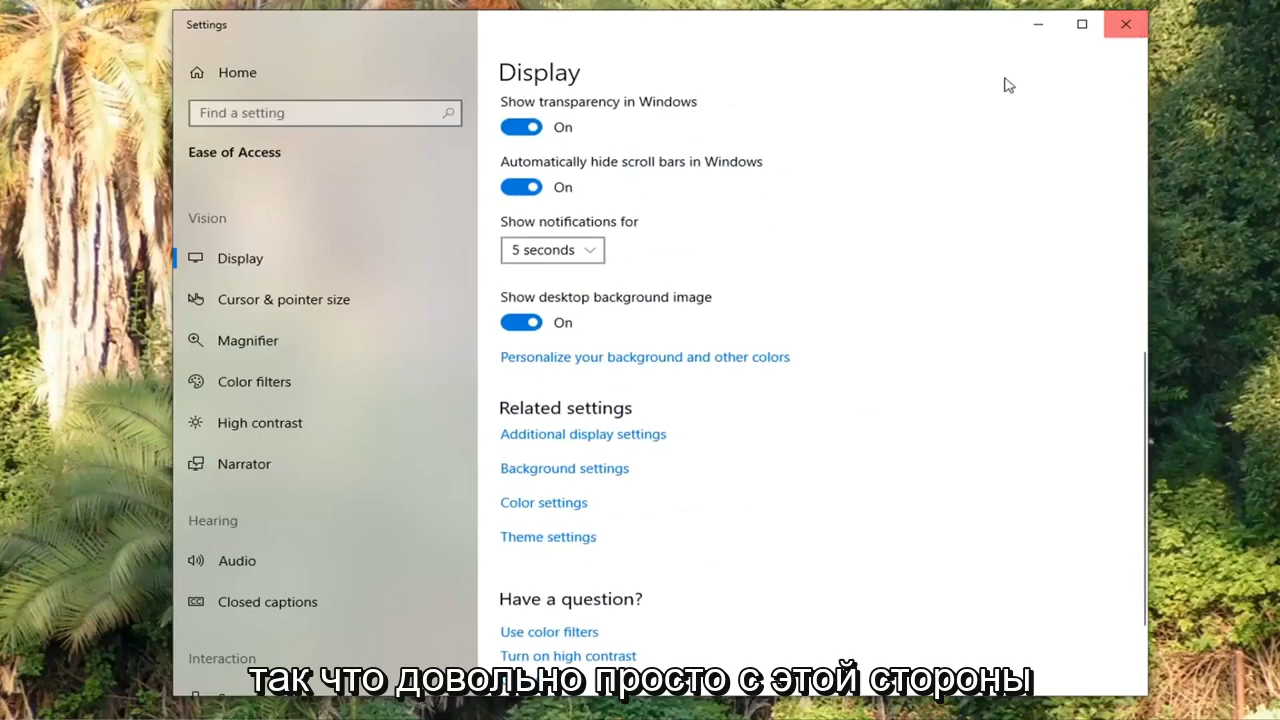 Settings
Home
Find a setting
Ease of Access
Vision
Display
Cursor & pointer size
Magnifier
Color filters
High contrast
Narrator
Hearing
Audio
Closed captions
Interaction
Display
Show transparency in Windows
On
Automatically hide scroll bars in Windows
On
Show notifications for
5 seconds
Show desktop background image
On
Personalize your background and other colors
Related settings
Additional display settings
Background settings
Color settings
Theme settings
Have a question?
Use color filters
Turn on high contrast
так что довольно просто с этой стороны